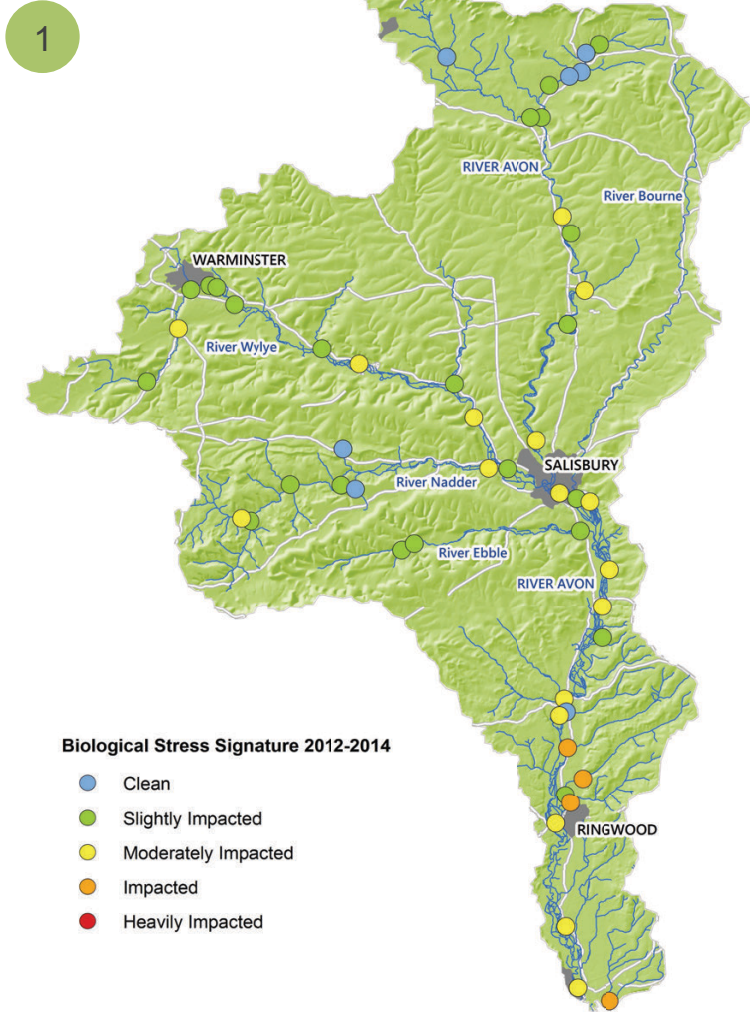 1
RIVER AVON
River Bourne
WARMINSTER
River Wylye
SALISBURY
River Nadder
River Ebble
RIVER AVON
Biological Stress Signature 2012-2014
Clean
Slightly Impacted
Moderately Impacted
Impacted
Heavily Impacted
RINGWOOD